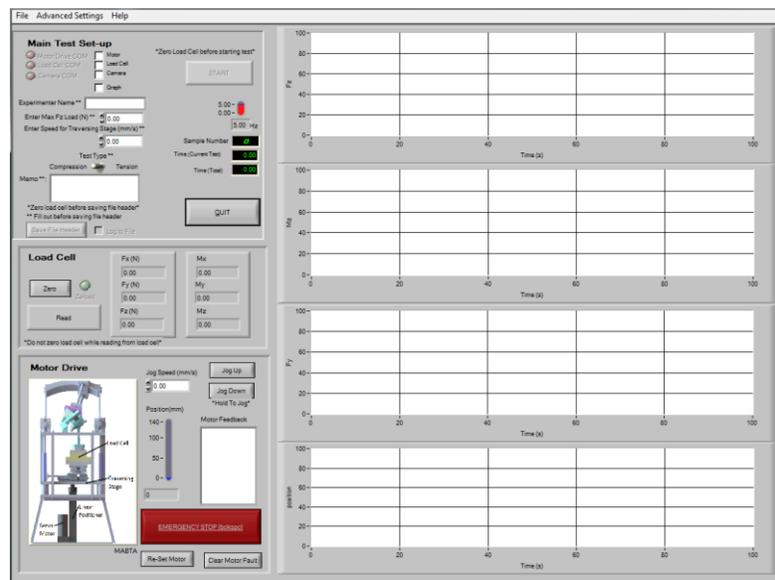 File Advanced Settings Help
Main Test Set-up
*Zero Load Cell before starting test*
Motor Drive COM Motor
Load Cell COM Load Cell
Camera COM Camera
Graph
START
Experimenter Name **
Enter Max Fz Load (N) ** 0.00
Enter Speed for Traversing Stage (mm/s) **
0.00
5.00
0.00
5.00 Hz
Sample Number 0
Time (Current Test) 0.00
Time (Total) 0.00
Test Type **
Compression Tension
Memo **:
*Zero load cell before saving file header*
** Fill out before saving file header
Save File Header Log to File
QUIT
Load Cell
Zero Zeroed
Read
Fx (N) Mx
0.00 0.00
Fy (N) My
0.00 0.00
Fz (N) Mz
0.00 0.00
*Do not zero load cell while reading from load cell*
Motor Drive
Load Cell
Traversing
Stage
Linear
Positioner
Servo
Motor
MABTA
Jog Speed (mm/s)
0.00
Jog Up
Jog Down
*Hold To Jog*
Position(mm)
140
100
50
0
0
Motor Feedback
EMERGENCY STOP (bckspc)
Re-Set Motor Clear Motor Fault
Fz
100
80
60
40
20
0
0 20 40 60 80 100
Time (s)
Mz
100
80
60
40
20
0
0 20 40 60 80 100
Time (s)
Fy
100
80
60
40
20
0
0 20 40 60 80 100
Time (s)
position
100
80
60
40
20
0
0 20 40 60 80 100
Time (s)